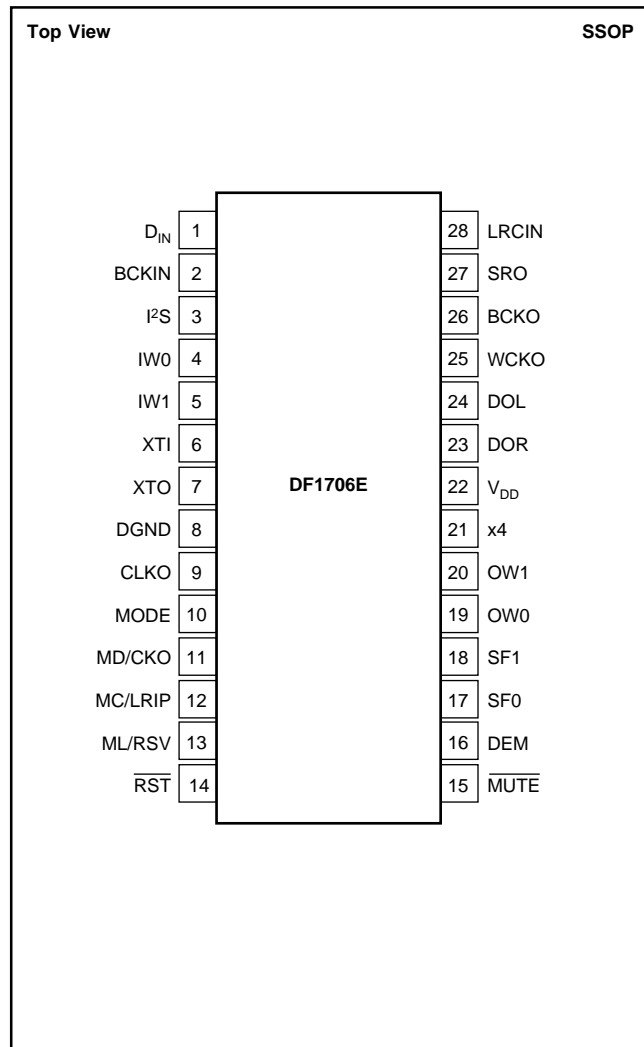 Top View SSOP
D_IN 1 28 LRCIN
BCKIN 2 27 SRO
I²S 3 26 BCKO
IW0 4 25 WCKO
IW1 5 24 DOL
XTI 6 23 DOR
XTO 7 DF1706E 22 V_DD
DGND 8 21 x4
CLKO 9 20 OW1
MODE 10 19 OW0
MD/CKO 11 18 SF1
MC/LRIP 12 17 SF0
ML/RSV 13 16 DEM
R̅S̅T̅ 14 15 M̅U̅T̅E̅